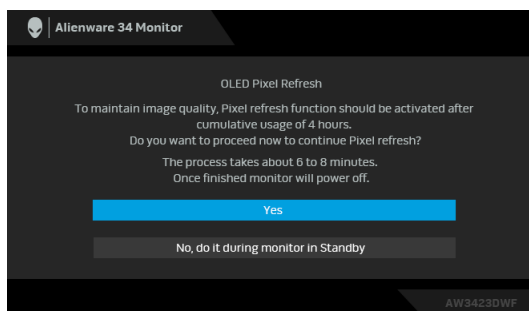 Alienware 34 Monitor
OLED Pixel Refresh
To maintain image quality, Pixel refresh function should be activated after
cumulative usage of 4 hours.
Do you want to proceed now to continue Pixel refresh?
The process takes about 6 to 8 minutes.
Once finished monitor will power off.
Yes
No, do it during monitor in Standby
AW3423DWF